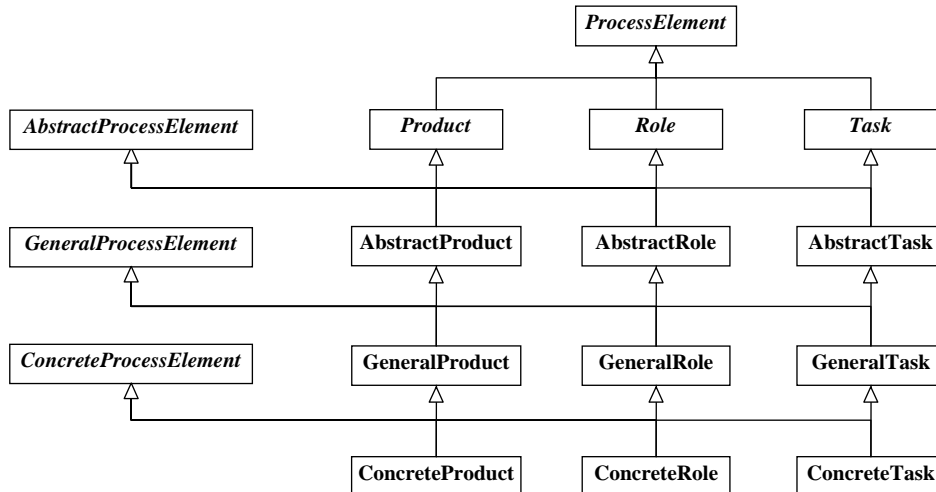 ProcessElement
AbstractProcessElement
Product
Role
Task
GeneralProcessElement
AbstractProduct
AbstractRole
AbstractTask
ConcreteProcessElement
GeneralProduct
GeneralRole
GeneralTask
ConcreteProduct
ConcreteRole
ConcreteTask